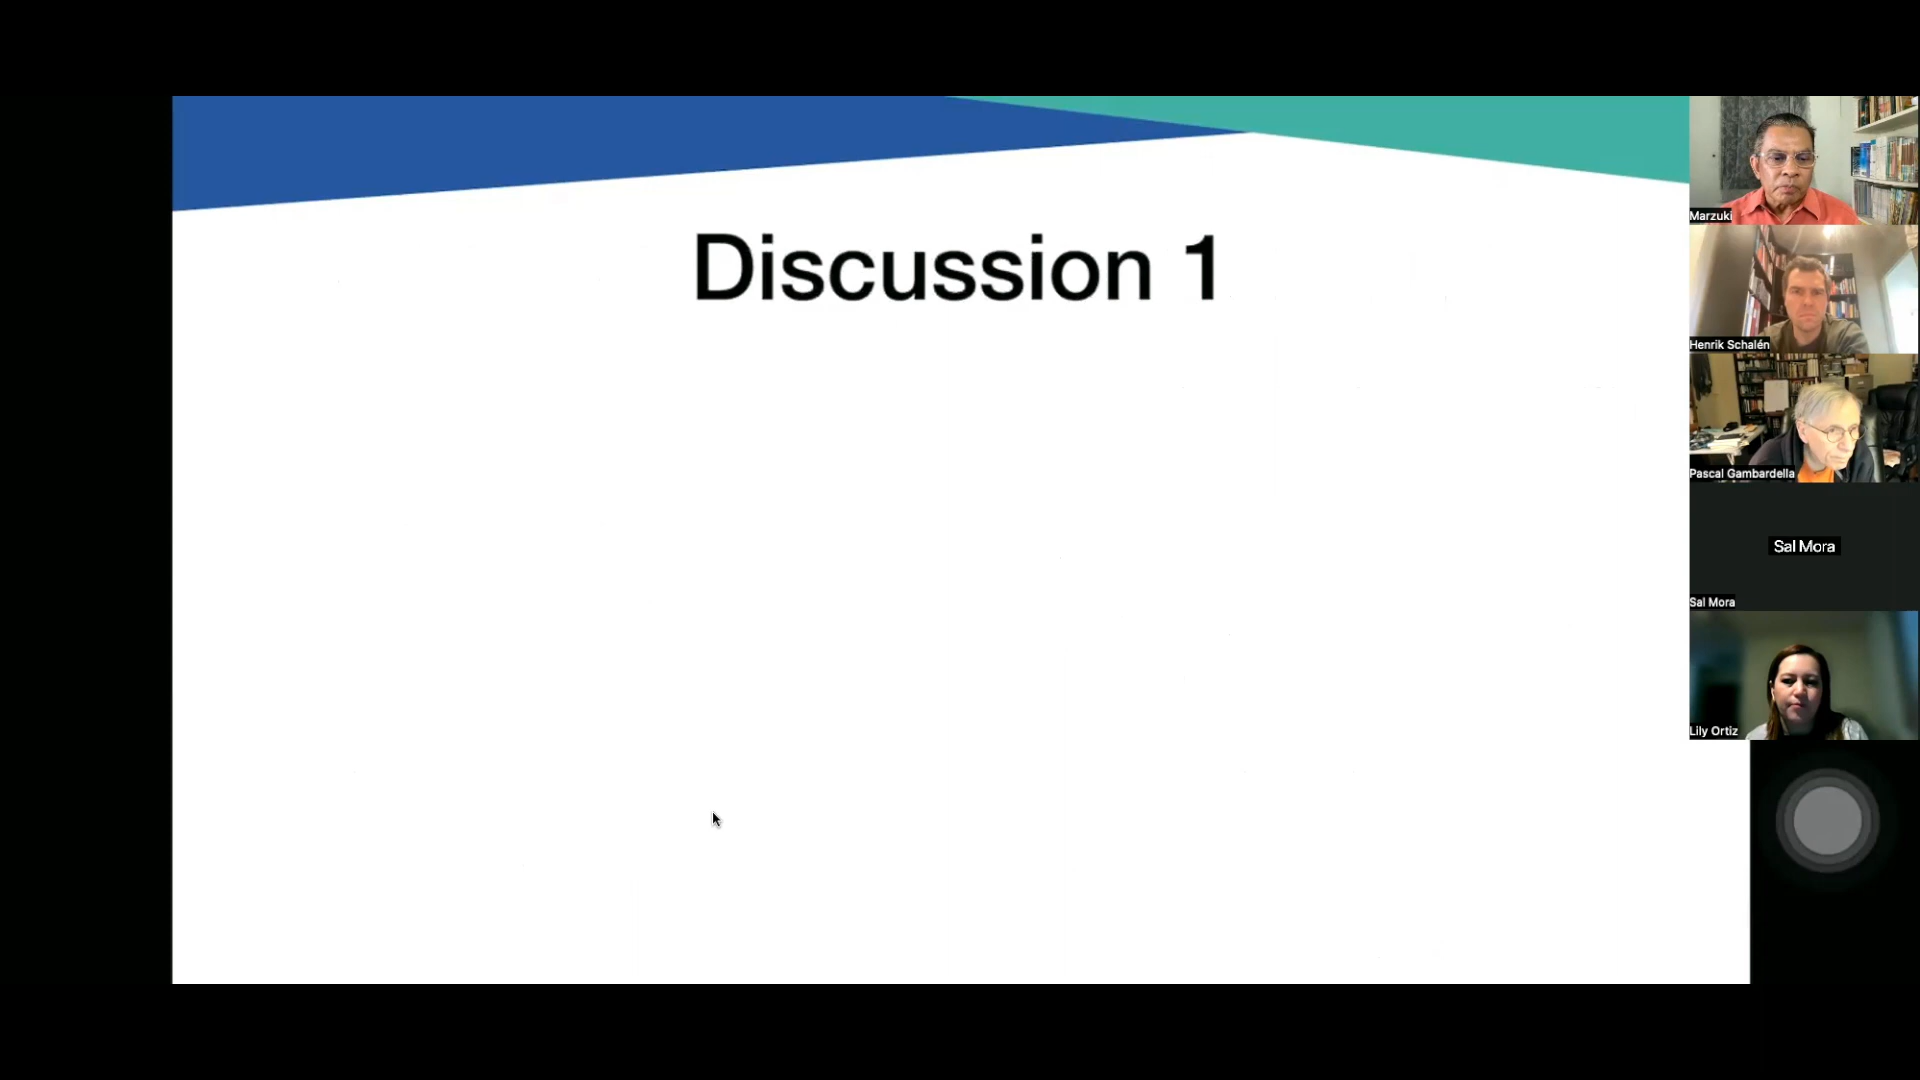 Discussion 1
Marzuki
Henrik Schalén
Pascal Gambardella
Sal Mora
Sal Mora
Lily Ortiz